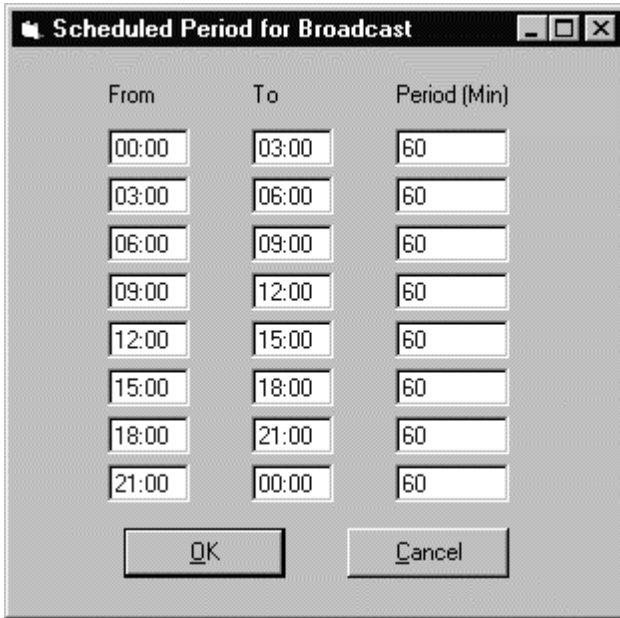 Scheduled Period for Broadcast
From To Period (Min)
00:00 03:00 60
03:00 06:00 60
06:00 09:00 60
09:00 12:00 60
12:00 15:00 60
15:00 18:00 60
18:00 21:00 60
21:00 00:00 60
OK Cancel